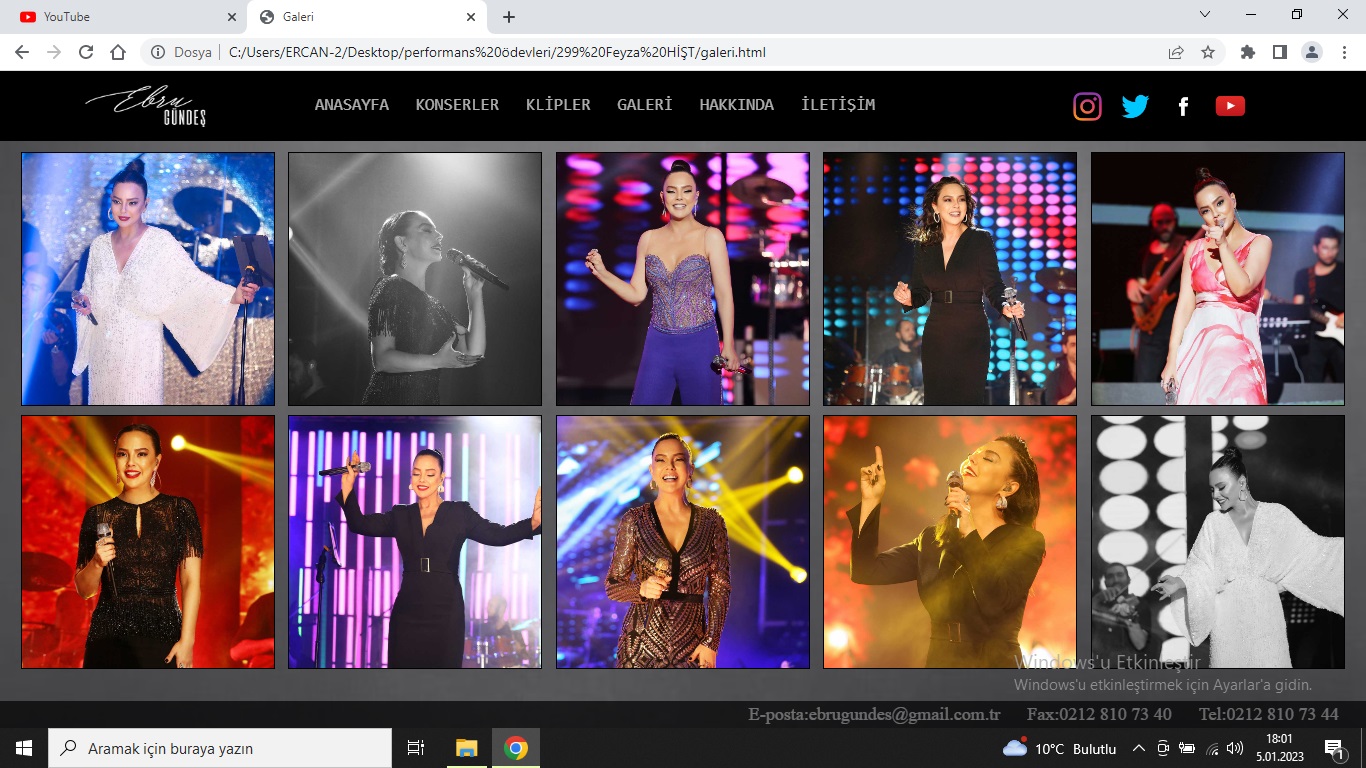 YouTube
Galeri
Dosya
C:/Users/ERCAN-2/Desktop/performans%20ödevleri/299%20Feyza%20HİŞT/galeri.html
Ebru
GÜNDEŞ
ANASAYFA
KONSERLER
KLİPLER
GALERİ
HAKKINDA
İLETİŞİM
Windows'u Etkinleştir
Windows'u etkinleştirmek için Ayarlar'a gidin.
E-posta:ebrugundes@gmail.com.tr
Fax:0212 810 73 40
Tel:0212 810 73 44
Aramak için buraya yazın
10°C Bulutlu
18:01
5.01.2023
1